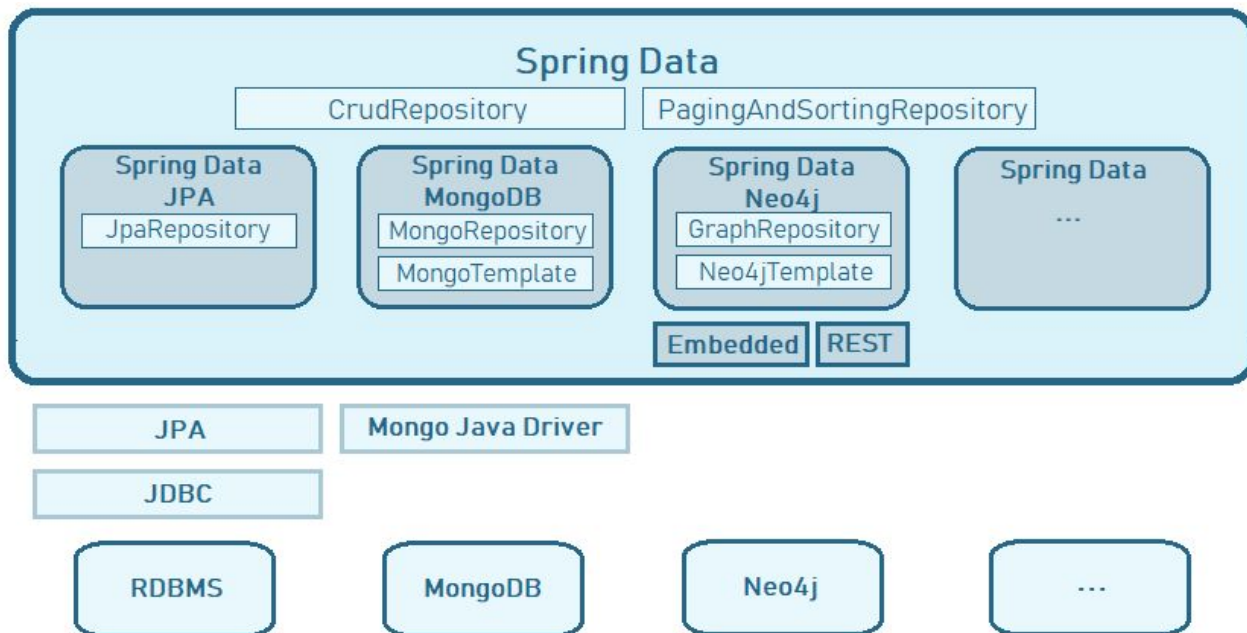 Spring Data
CrudRepository
PagingAndSortingRepository
Spring Data
JPA
JpaRepository
Spring Data
MongoDB
MongoRepository
MongoTemplate
Spring Data
Neo4j
GraphRepository
Neo4jTemplate
Spring Data
...
Embedded
REST
JPA
Mongo Java Driver
JDBC
RDBMS
MongoDB
Neo4j
...